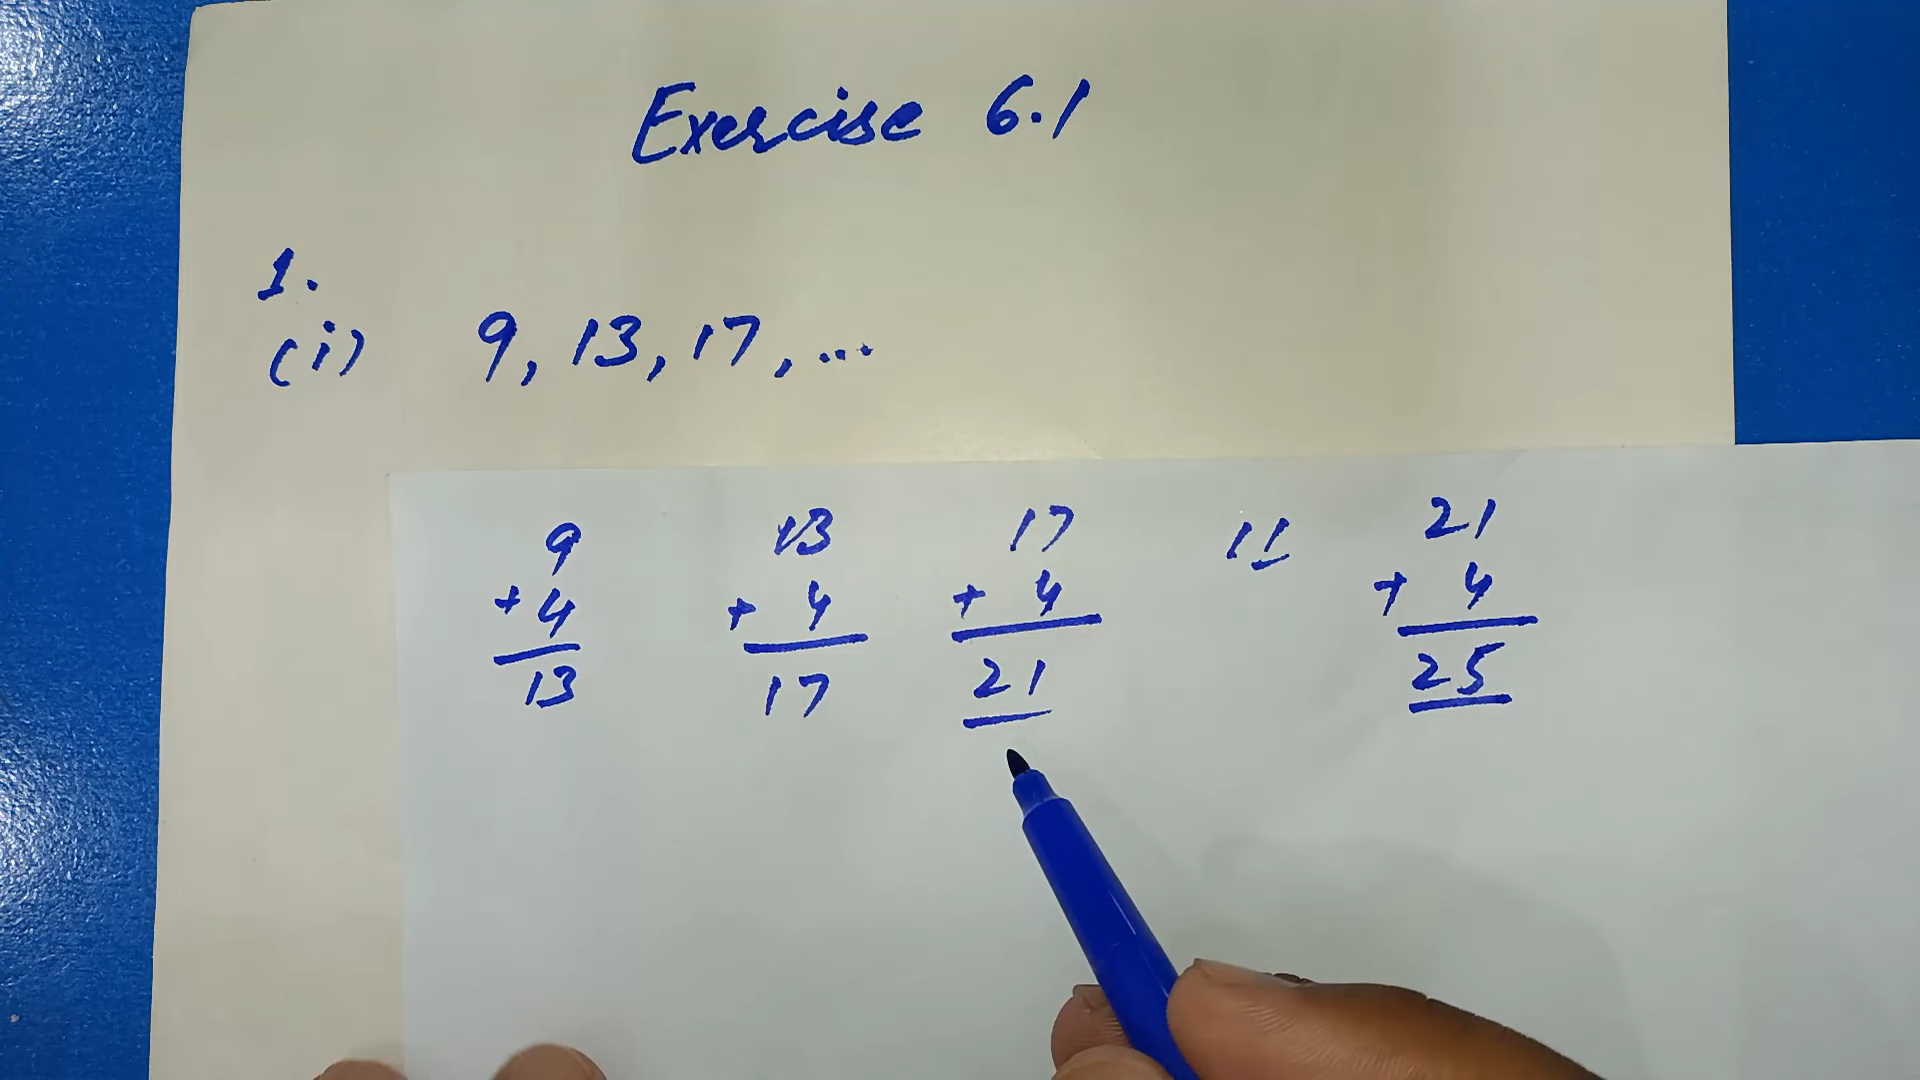 Exercise 6.1
1.
(i) 9, 13, 17, ...
9 13 17 11 21
+ 4 + 4 + 4 + 4
13 17 21 25